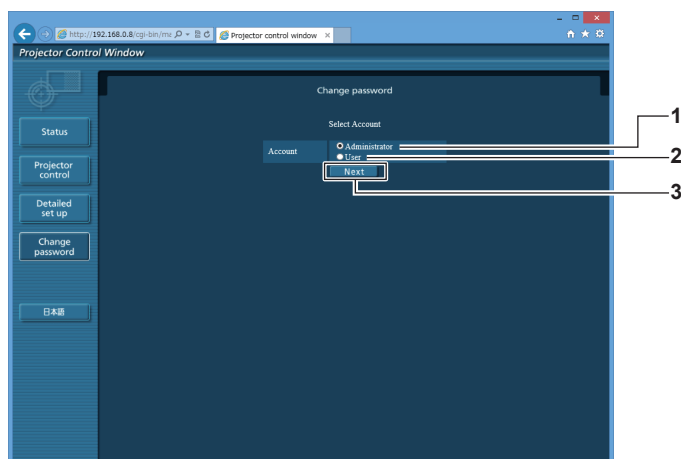 http://192.168.0.8/cgi-bin/ma
Projector control window
Projector Control Window
Change password
Select Account
Account
Administrator
User
Next
Status
Projector
control
Detailed
set up
Change
password
日本語
1
2
3